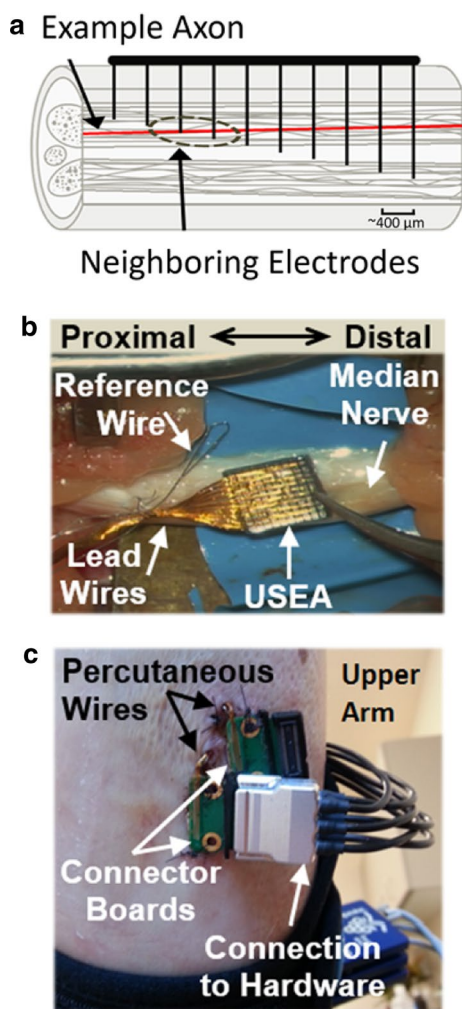 a Example Axon
~400 µm
Neighboring Electrodes
b
Proximal Distal
Reference
Wire
Median
Nerve
Lead
Wires
USEA
c
Percutaneous
Wires
Upper
Arm
Connector
Boards
Connection
to Hardware